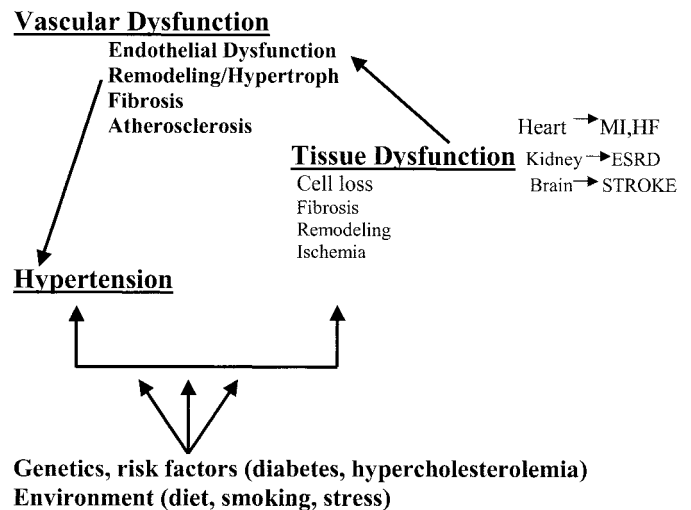 Vascular Dysfunction
Endothelial Dysfunction
Remodeling/Hypertroph
Fibrosis
Atherosclerosis
Heart → MI,HF
Tissue Dysfunction
Kidney → ESRD
Cell loss
Brain → STROKE
Fibrosis
Remodeling
Ischemia
Hypertension
Genetics, risk factors (diabetes, hypercholesterolemia)
Environment (diet, smoking, stress)